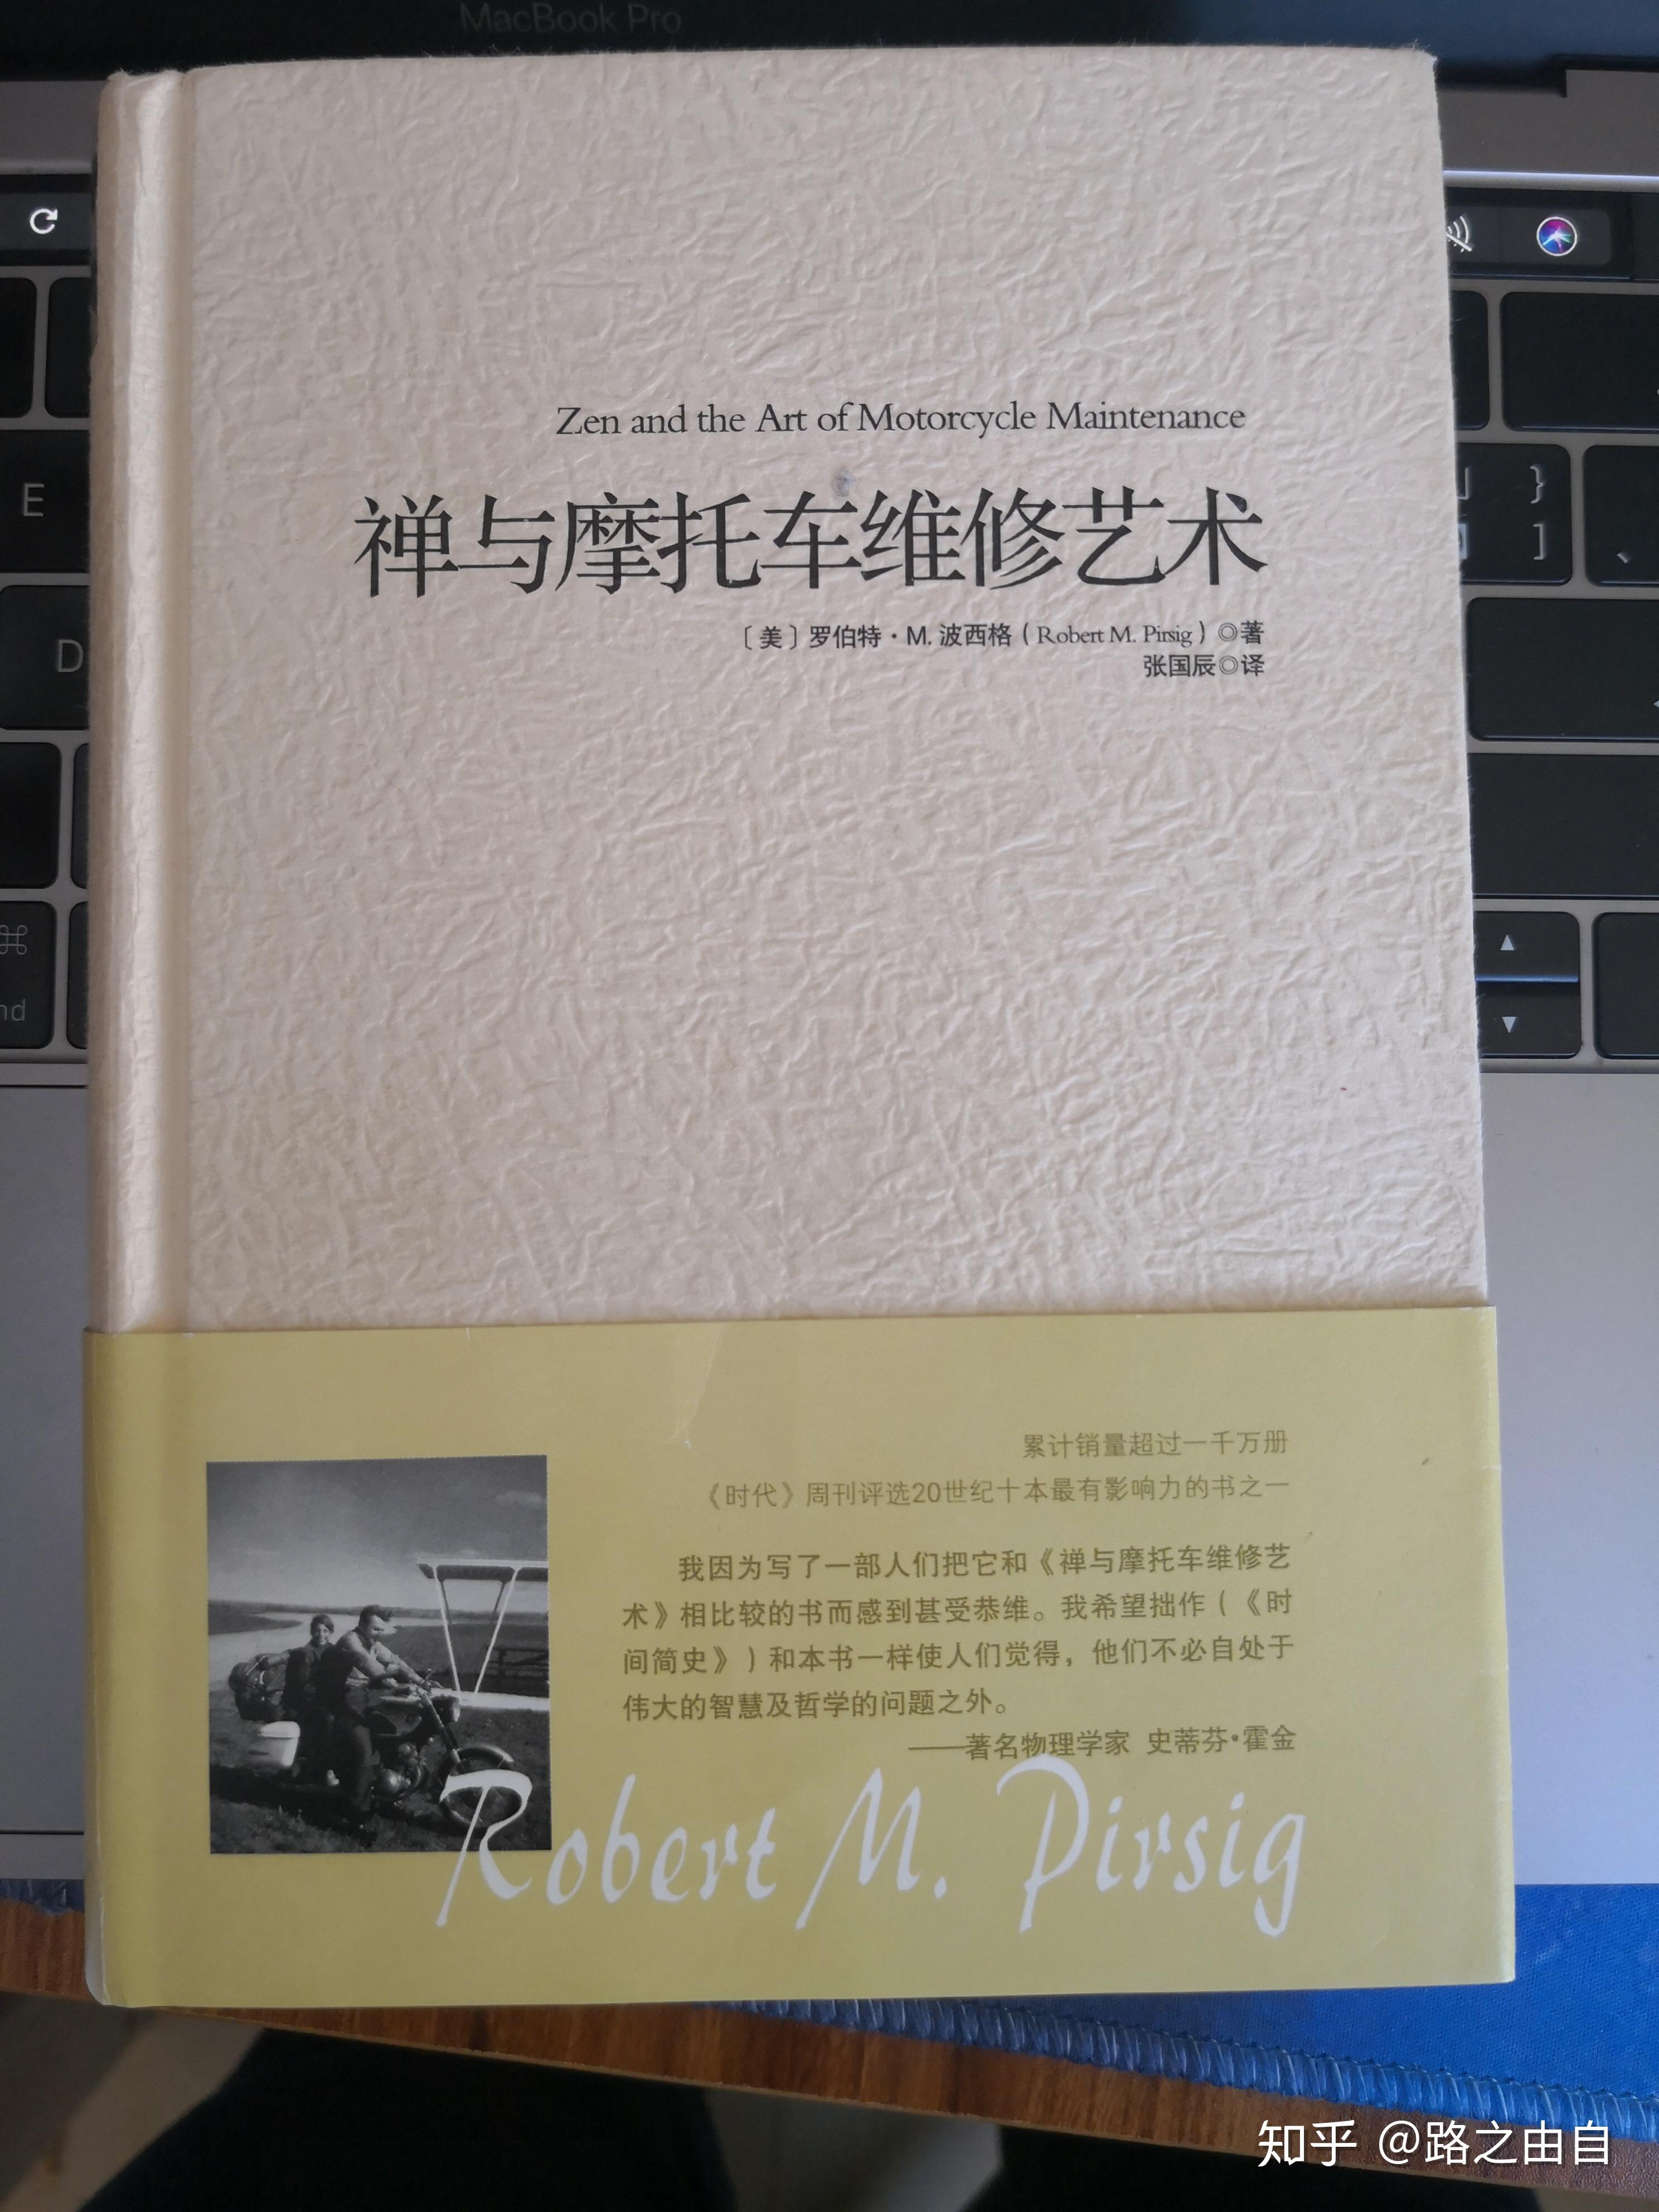 MacBook Pro
Zen and the Art of Motorcycle Maintenance
禅与摩托车维修艺术
〔美〕罗伯特·M.波西格（Robert M. Pirsig）◎著
张国辰◎译
E
D
}
]
⌘
累计销量超过一千万册
《时代》周刊评选20世纪十本最有影响力的书之一
我因为写了一部人们把它和《禅与摩托车维修艺
术》相比较的书而感到甚受恭维。我希望拙作（《时
间简史》）和本书一样使人们觉得，他们不必自处于
伟大的智慧及哲学的问题之外。
——著名物理学家 史蒂芬·霍金
Robert M. Pirsig
知乎 @路之由自